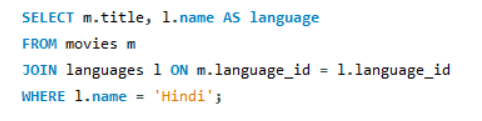 SELECT m.title, l.name AS language
FROM movies m
JOIN languages l ON m.language_id = l.language_id
WHERE l.name = 'Hindi';